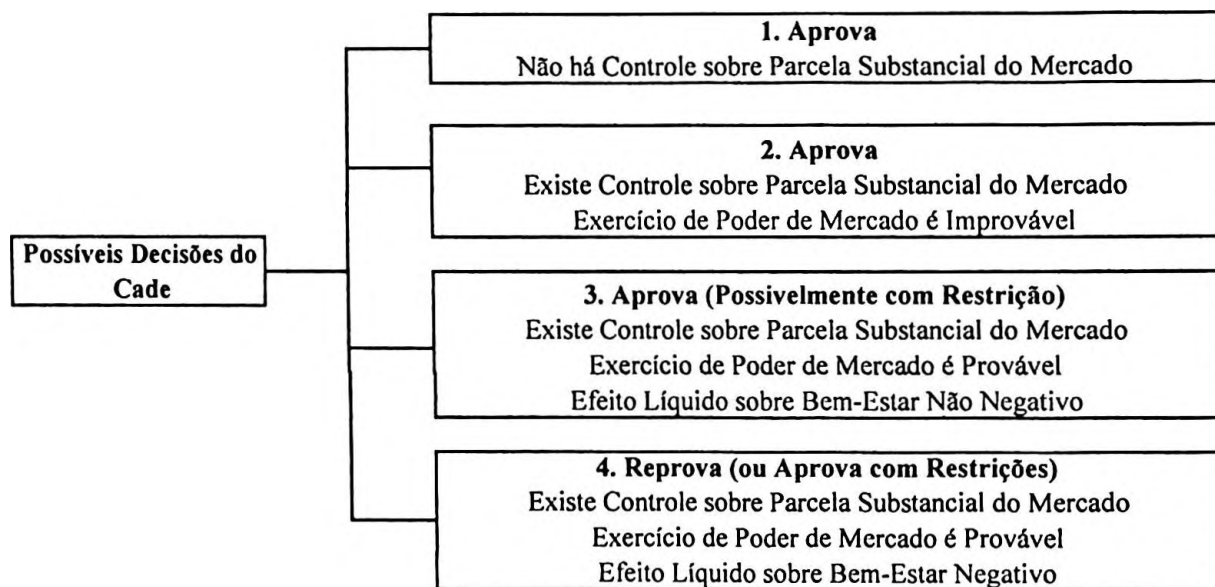 Possíveis Decisões do
Cade
1. Aprova
Não há Controle sobre Parcela Substancial do Mercado
2. Aprova
Existe Controle sobre Parcela Substancial do Mercado
Exercício de Poder de Mercado é Improvável
3. Aprova (Possivelmente com Restrição)
Existe Controle sobre Parcela Substancial do Mercado
Exercício de Poder de Mercado é Provável
Efeito Líquido sobre Bem-Estar Não Negativo
4. Reprova (ou Aprova com Restrições)
Existe Controle sobre Parcela Substancial do Mercado
Exercício de Poder de Mercado é Provável
Efeito Líquido sobre Bem-Estar Negativo